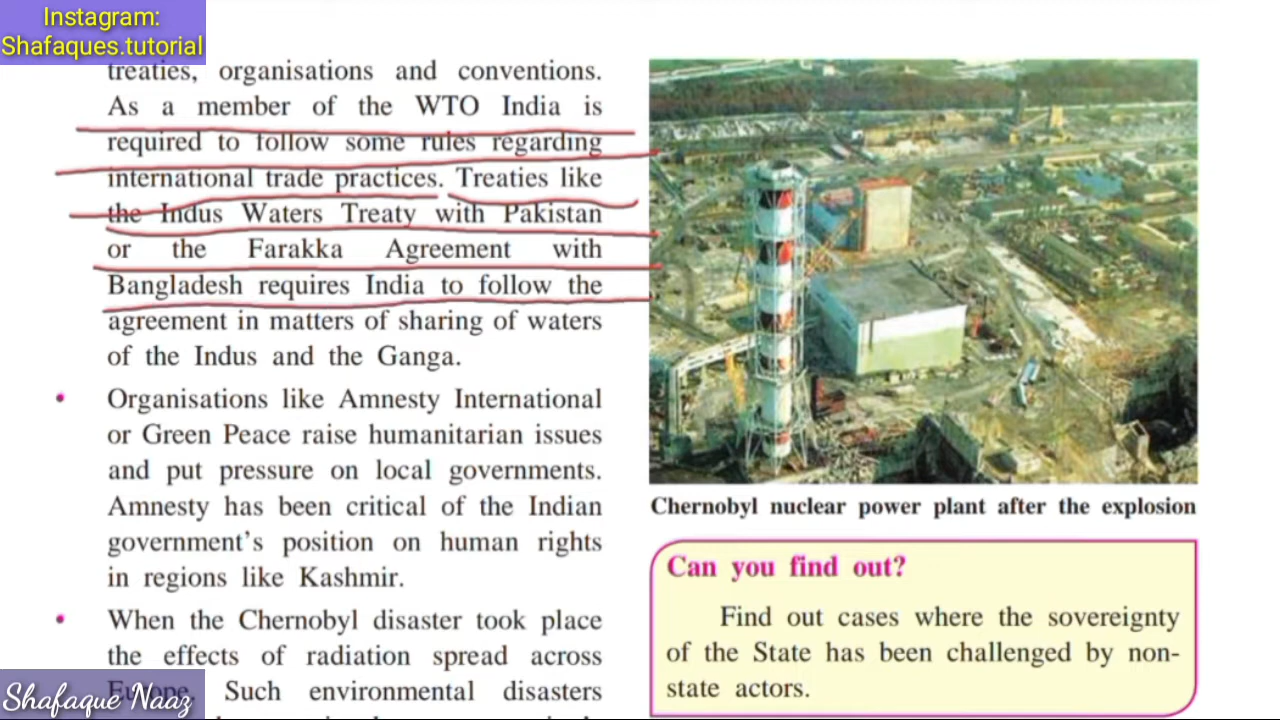 Instagram:
Shafaques.tutorial
treaties, organisations and conventions.
As a member of the WTO India is
required to follow some rules regarding
international trade practices. Treaties like
the Indus Waters Treaty with Pakistan
or the Farakka Agreement with
Bangladesh requires India to follow the
agreement in matters of sharing of waters
of the Indus and the Ganga.
• Organisations like Amnesty International
or Green Peace raise humanitarian issues
and put pressure on local governments.
Amnesty has been critical of the Indian
government's position on human rights
in regions like Kashmir.
• When the Chernobyl disaster took place
the effects of radiation spread across
Europe. Such environmental disasters
Chernobyl nuclear power plant after the explosion
Can you find out?
Find out cases where the sovereignty
of the State has been challenged by non-
state actors.
Shafaque Naaz